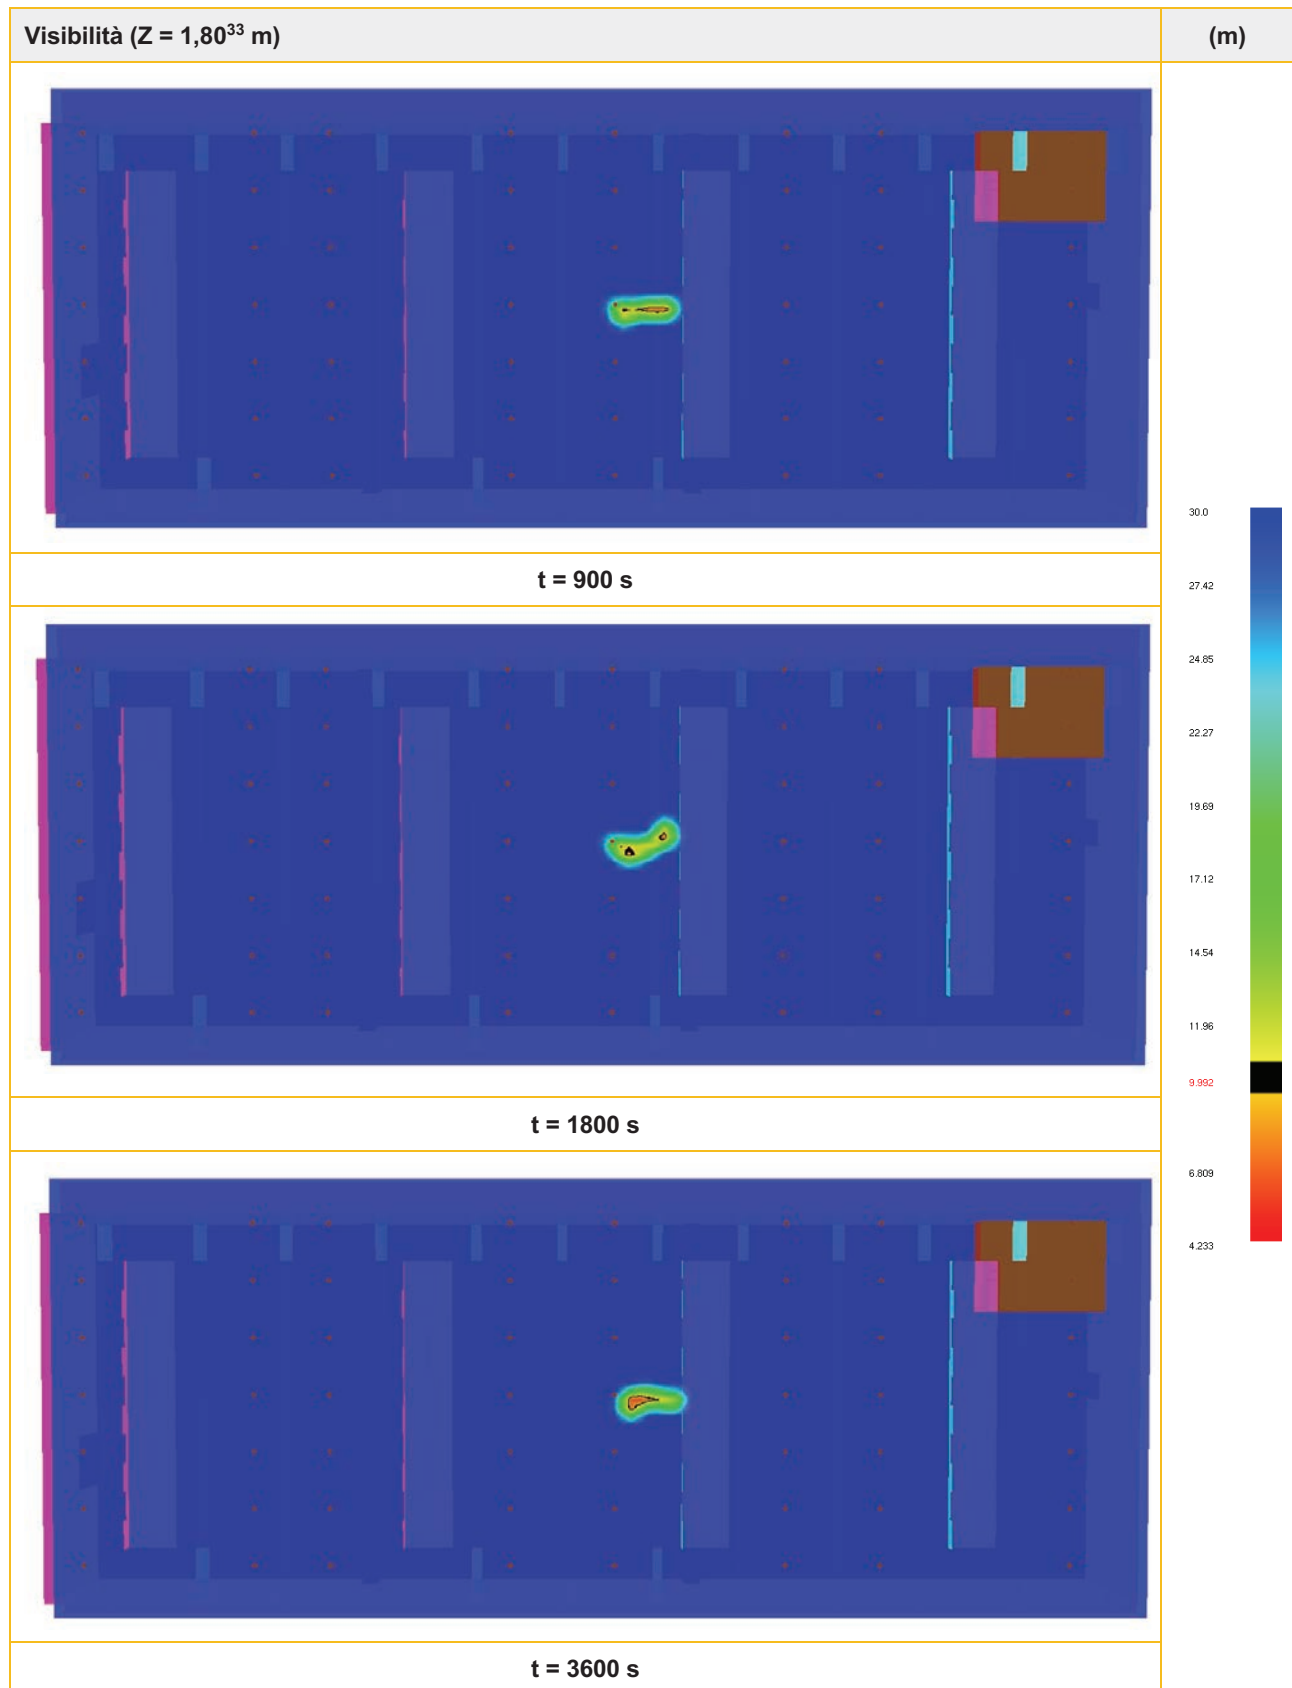 Visibilità (Z = 1,80³³ m)
(m)
t = 900 s
30.0
27.42
24.85
22.27
19.69
17.12
14.54
11.96
9.992
6.809
4.233
t = 1800 s
t = 3600 s